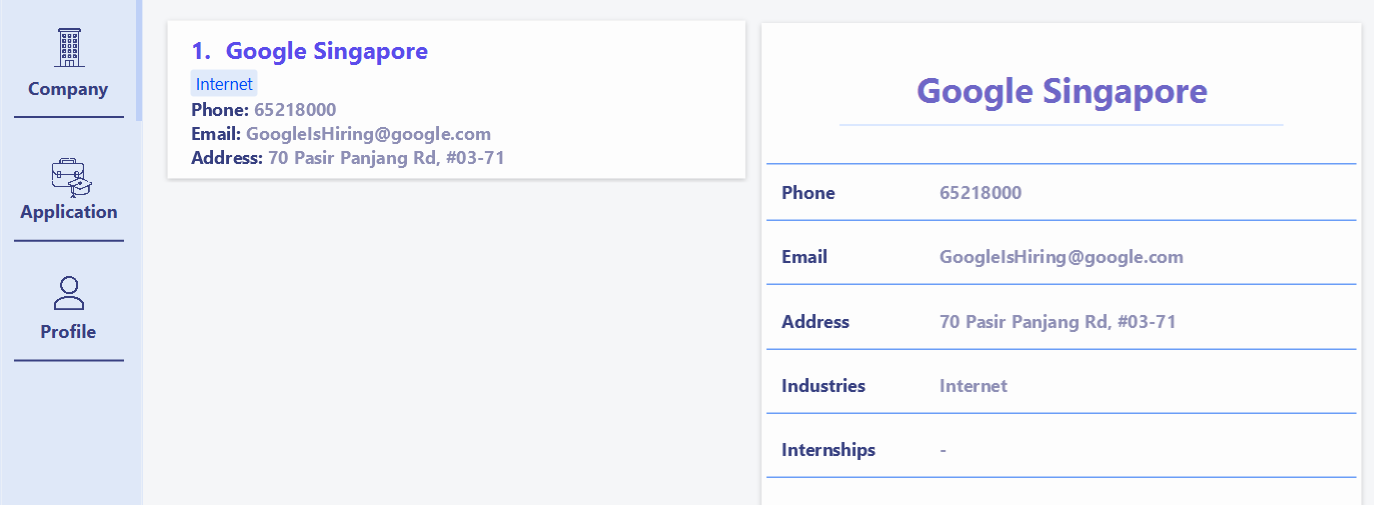 Company
Application
Profile
1. Google Singapore
Internet
Phone: 65218000
Email: GoogleIsHiring@google.com
Address: 70 Pasir Panjang Rd, #03-71
Google Singapore
Phone 65218000
Email GoogleIsHiring@google.com
Address 70 Pasir Panjang Rd, #03-71
Industries Internet
Internships -